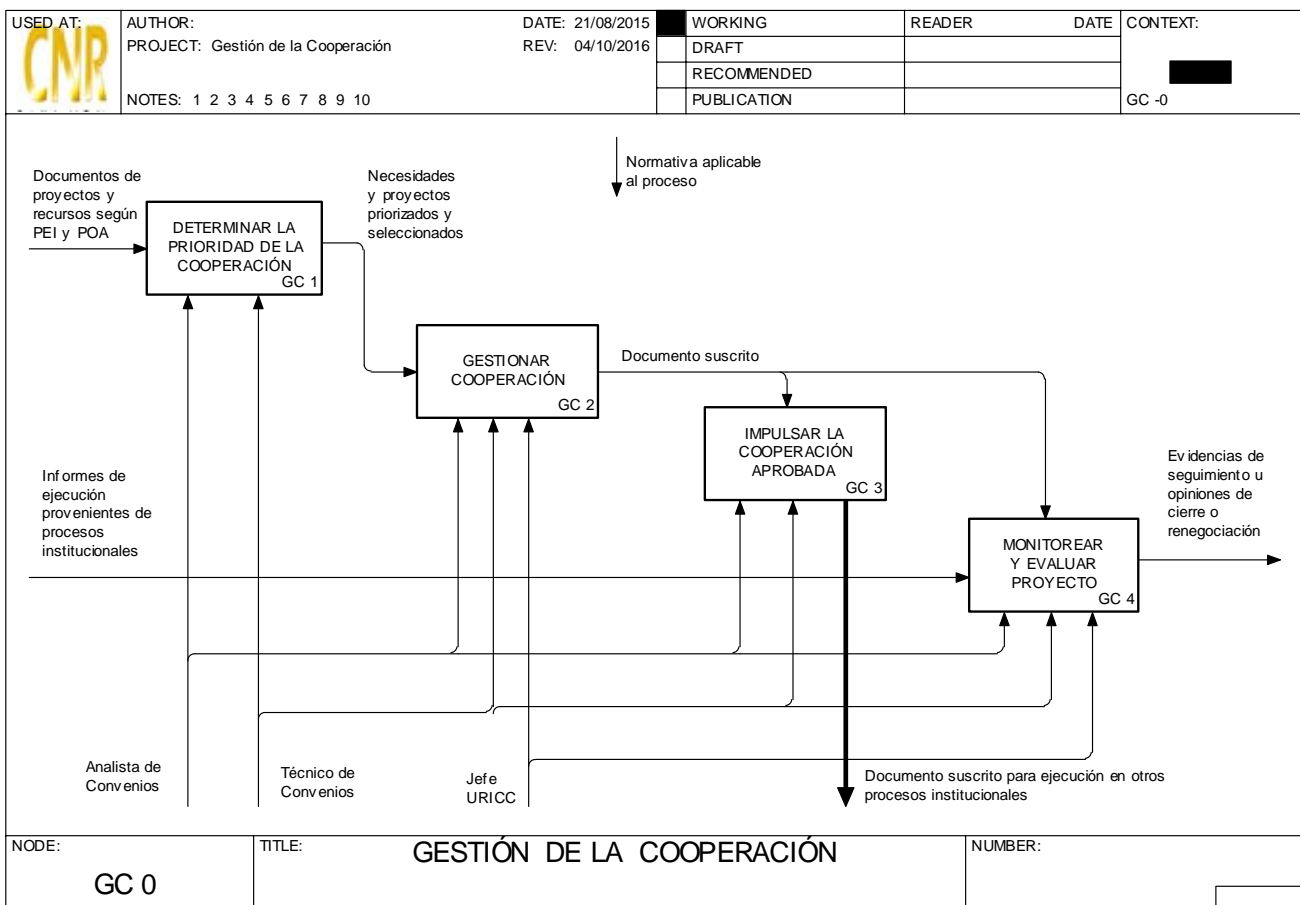 USED AT:
CNR
AUTHOR:
DATE: 21/08/2015
PROJECT: Gestión de la Cooperación
REV: 04/10/2016
NOTES: 1 2 3 4 5 6 7 8 9 10
WORKING
DRAFT
RECOMMENDED
PUBLICATION
READER DATE
CONTEXT:
GC -0
Documentos de
proyectos y
recursos según
PEI y POA
DETERMINAR LA
PRIORIDAD DE LA
COOPERACIÓN
GC 1
Necesidades
y proyectos
priorizados y
seleccionados
Normativa aplicable
al proceso
GESTIONAR
COOPERACIÓN
GC 2
Documento suscrito
IMPULSAR LA
COOPERACIÓN
APROBADA
GC 3
Informes de
ejecución
provenientes de
procesos
institucionales
MONITOREAR
Y EVALUAR
PROYECTO
GC 4
Evidencias de
seguimiento u
opiniones de
cierre o
renegociación
Analista de
Convenios
Técnico de
Convenios
Jefe
URICC
Documento suscrito para ejecución en otros
procesos institucionales
NODE:
GC 0
TITLE:
GESTIÓN DE LA COOPERACIÓN
NUMBER: